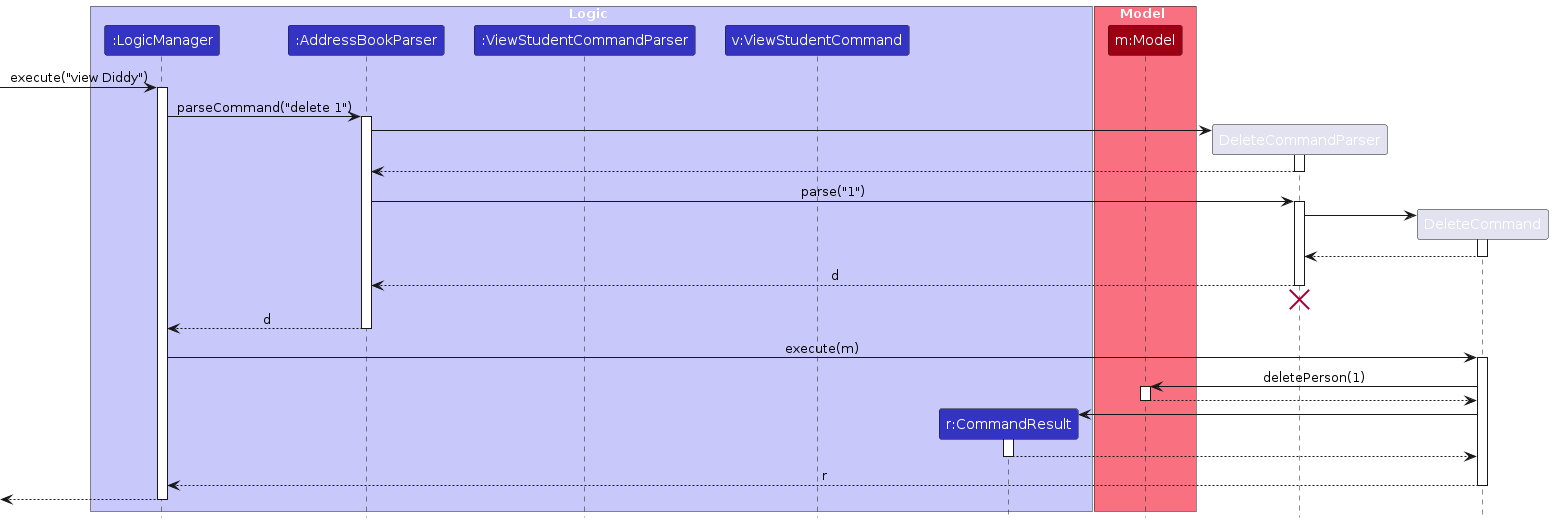 Logic
Model
:LogicManager
:AddressBookParser
:ViewStudentCommandParser
v:ViewStudentCommand
m:Model
execute("view Diddy")
parseCommand("delete 1")
DeleteCommandParser
parse("1")
DeleteCommand
d
d
execute(m)
deletePerson(1)
r:CommandResult
r